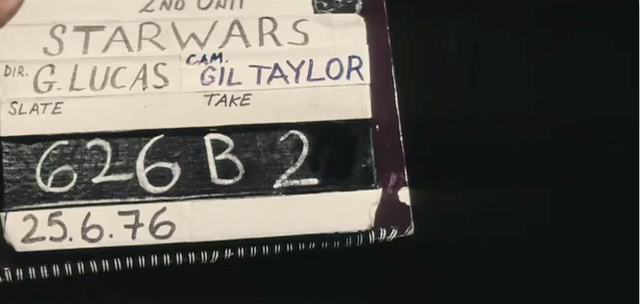 2ND UNIT
STARWARS
DIR. G. LUCAS CAM. GIL TAYLOR
SLATE TAKE
626 B 2
25.6.76